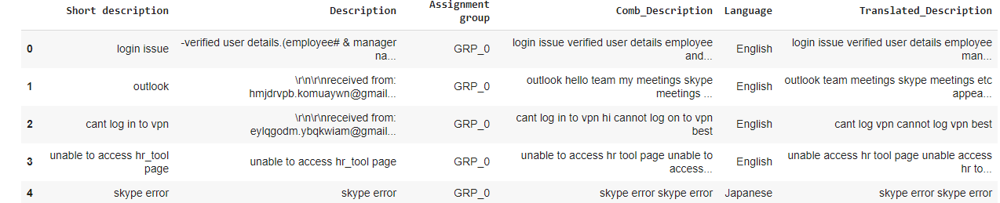 Short description Description Assignment group Comb_Description Language Translated_Description
0 login issue -verified user details.(employee# & manager na... GRP_0 login issue verified user details employee and... English login issue verified user details employee man...
1 outlook \r\n\r\nreceived from: hmjdrvpb.komuaywn@gmail... GRP_0 outlook hello team my meetings skype meetings ... English outlook team meetings skype meetings etc appea...
2 cant log in to vpn \r\n\r\nreceived from: eylqgodm.ybqkwiam@gmail... GRP_0 cant log in to vpn hi cannot log on to vpn best English cant log vpn cannot log vpn best
3 unable to access hr_tool page unable to access hr_tool page GRP_0 unable to access hr tool page unable to access... English unable access hr tool page unable access hr to...
4 skype error skype error GRP_0 skype error skype error Japanese skype error skype error